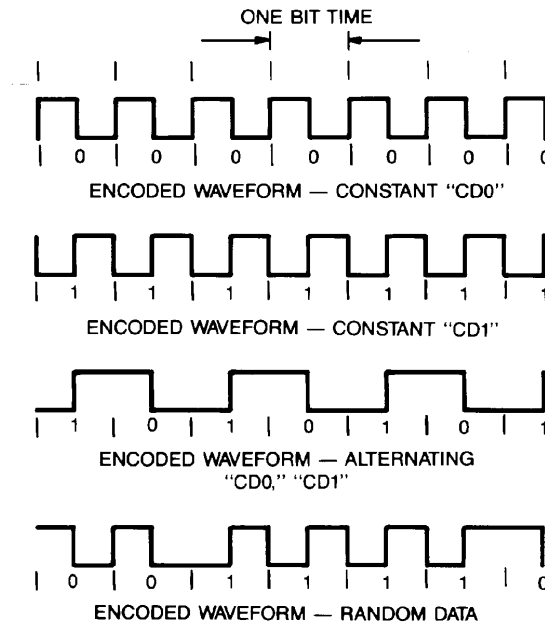 ONE BIT TIME
0 0 0 0 0 0 0
ENCODED WAVEFORM — CONSTANT "CD0"
1 1 1 1 1 1 1
ENCODED WAVEFORM — CONSTANT "CD1"
1 0 1 0 1 0 1
ENCODED WAVEFORM — ALTERNATING
"CD0," "CD1"
0 0 1 1 1 1 0
ENCODED WAVEFORM — RANDOM DATA